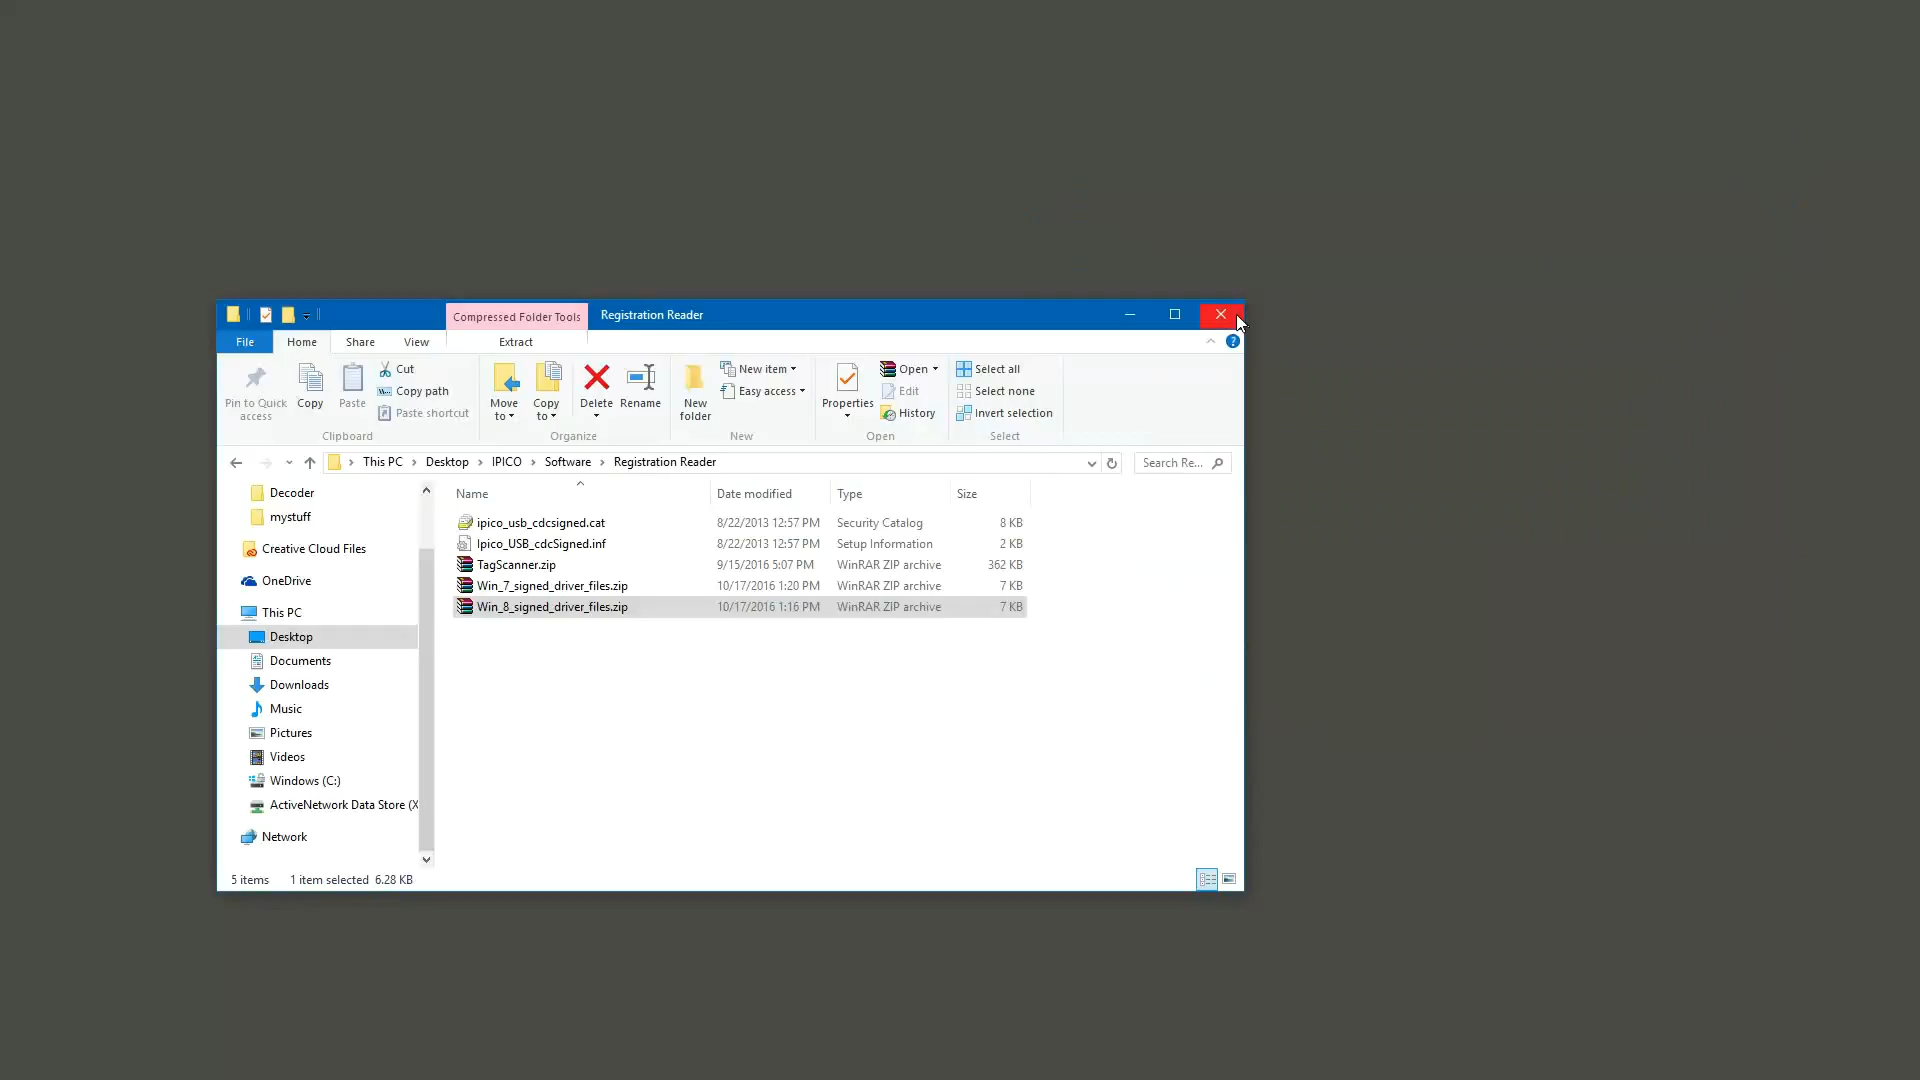 Compressed Folder Tools
Registration Reader
File
Home
Share
View
Extract
Pin to Quick
access
Copy
Paste
Cut
Copy path
Paste shortcut
Clipboard
Move
to
Copy
to
Delete
Rename
Organize
New
folder
New item
Easy access
New
Properties
Open
Edit
History
Open
Select all
Select none
Invert selection
Select
This PC
Desktop
IPICO
Software
Registration Reader
Search Re...
Decoder
mystuff
Creative Cloud Files
OneDrive
This PC
Desktop
Documents
Downloads
Music
Pictures
Videos
Windows (C:)
ActiveNetwork Data Store (X
Network
Name Date modified Type Size
ipico_usb_cdcsigned.cat 8/22/2013 12:57 PM Security Catalog 8 KB
Ipico_USB_cdcSigned.inf 8/22/2013 12:57 PM Setup Information 2 KB
TagScanner.zip 9/15/2016 5:07 PM WinRAR ZIP archive 362 KB
Win_7_signed_driver_files.zip 10/17/2016 1:20 PM WinRAR ZIP archive 7 KB
Win_8_signed_driver_files.zip 10/17/2016 1:16 PM WinRAR ZIP archive 7 KB
5 items 1 item selected 6.28 KB